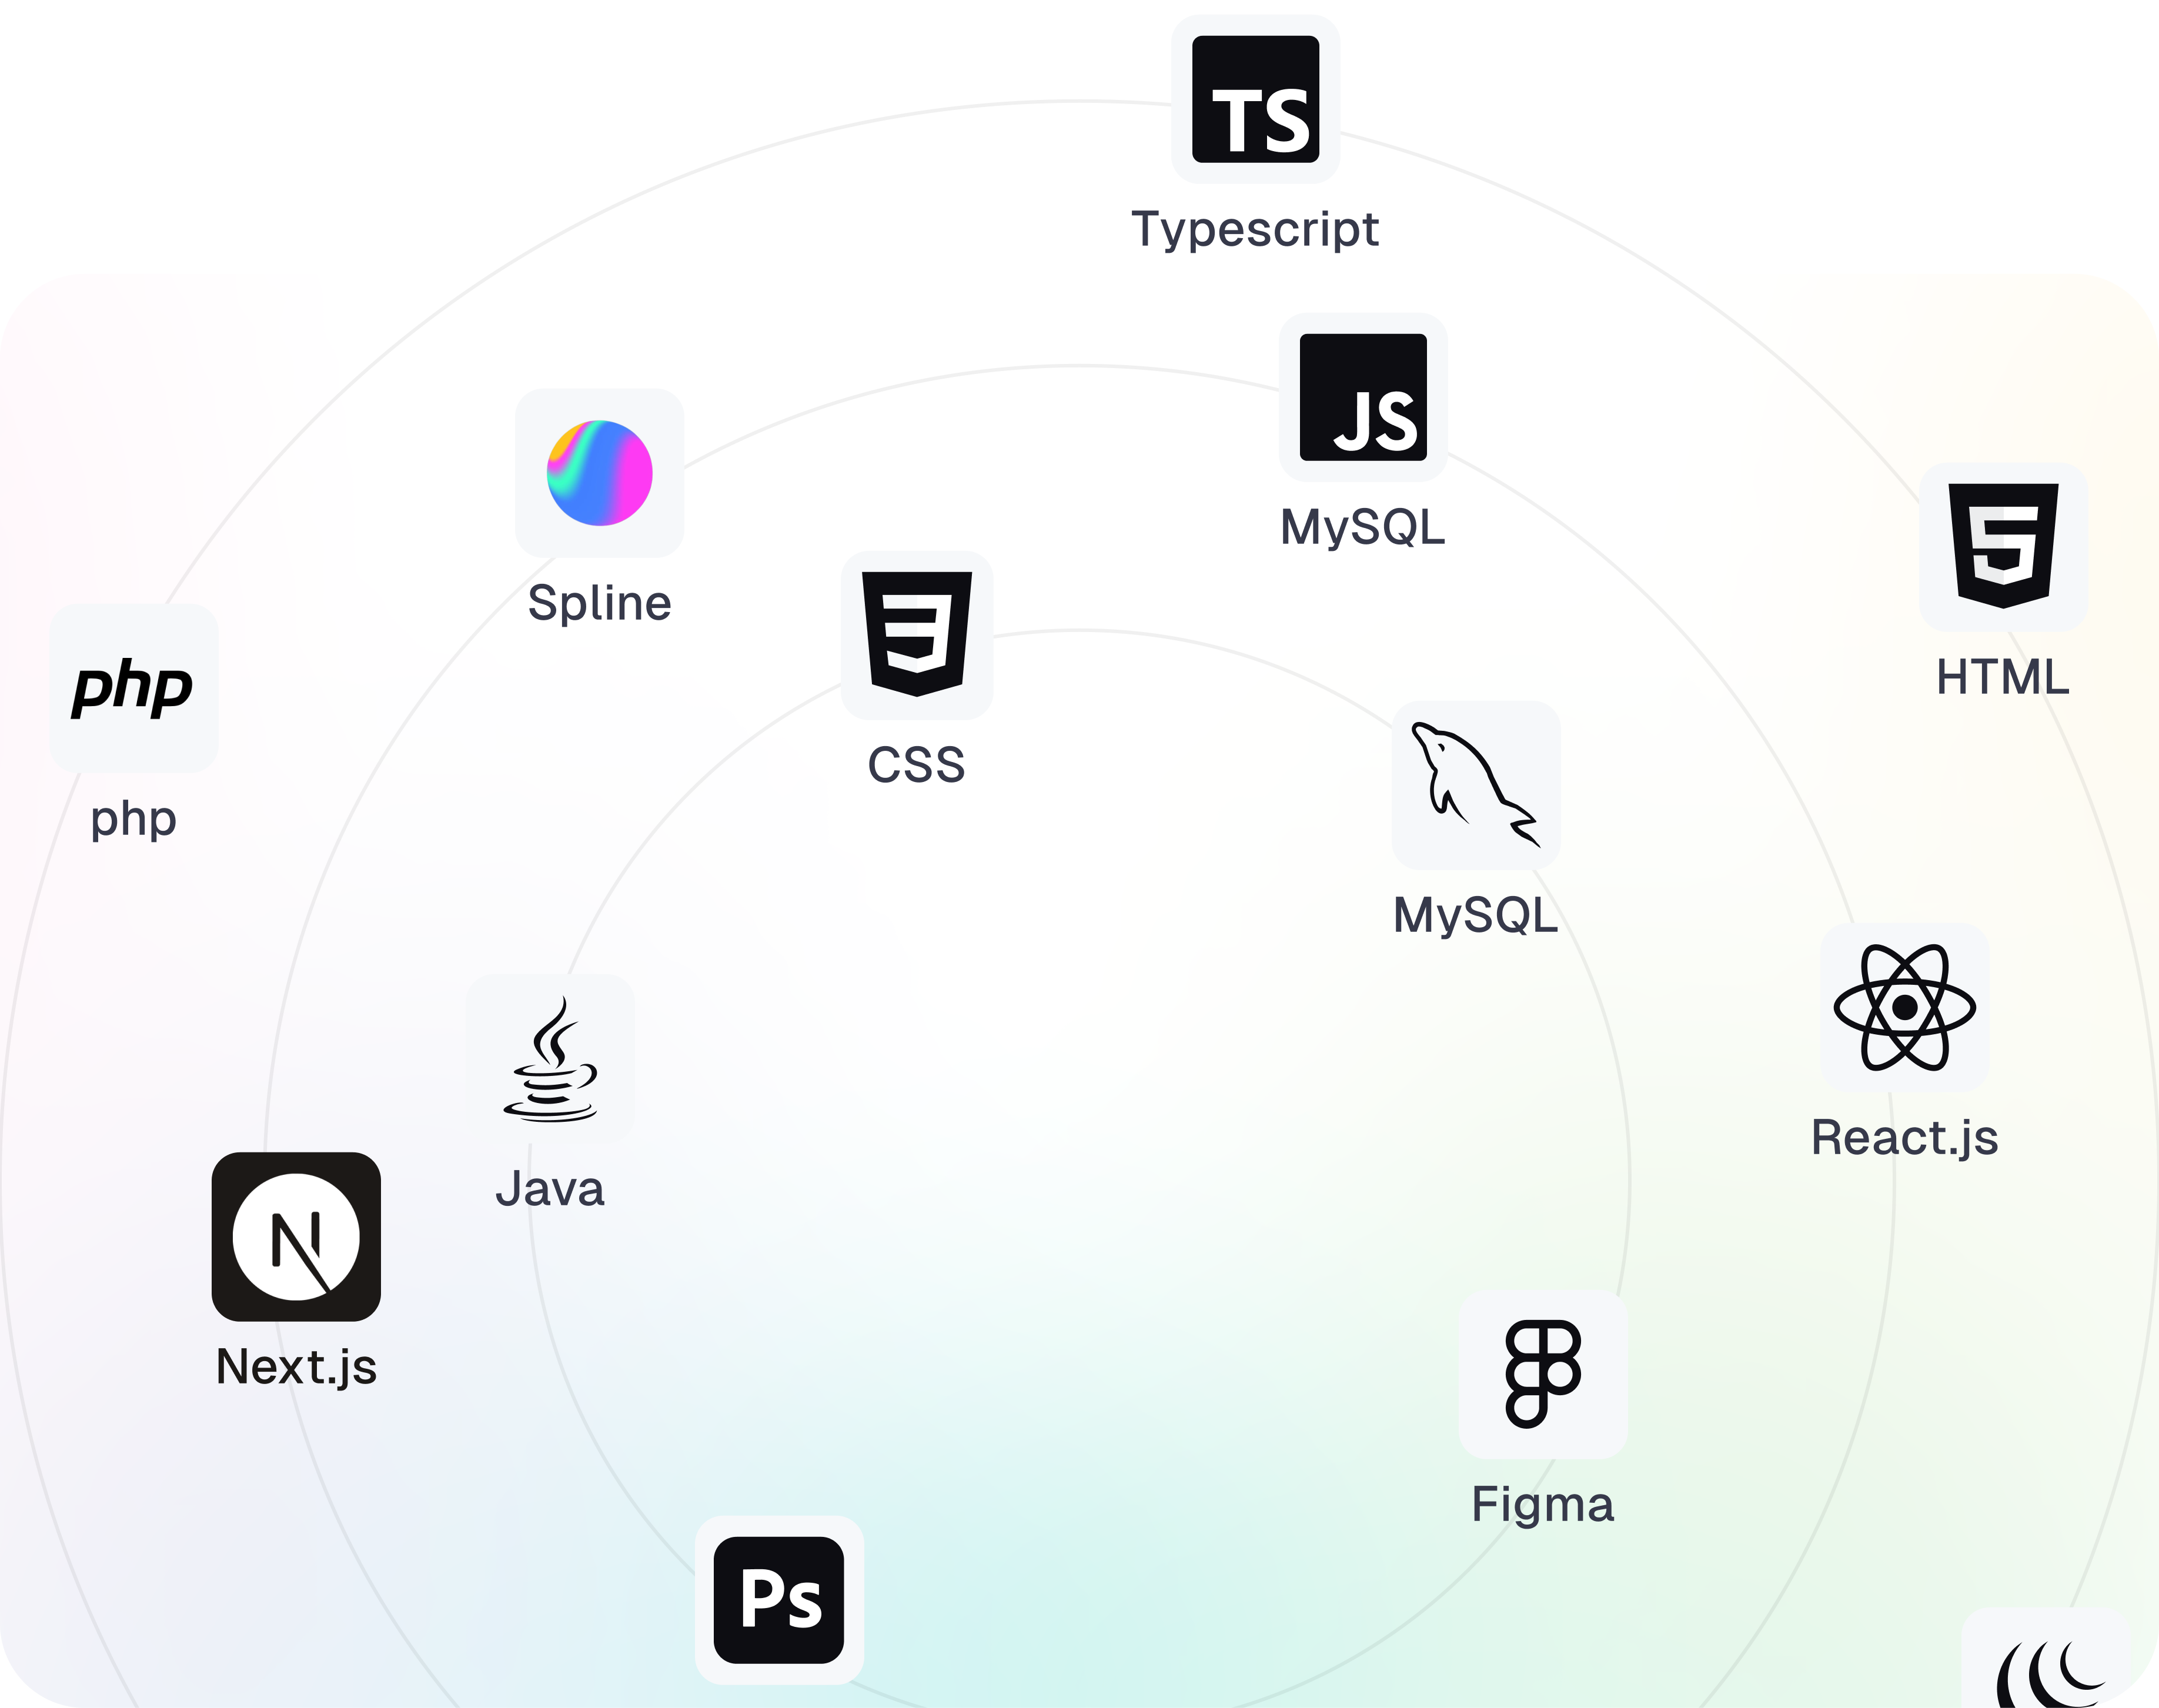 TS
Typescript
JS
MySQL
Spline
HTML
CSS
php
php
MySQL
React.js
Java
N
Next.js
Figma
Ps